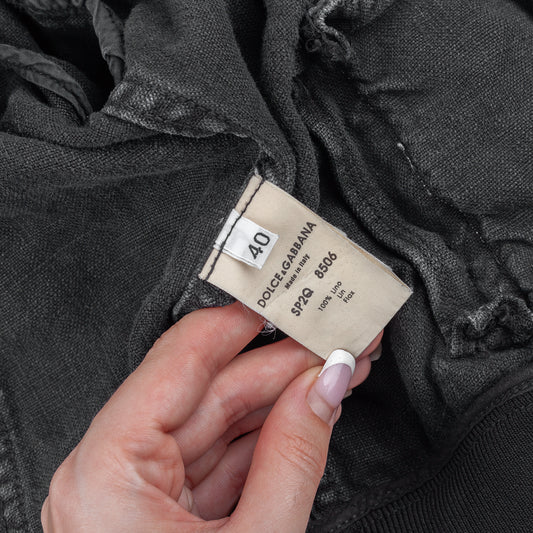 40
DOLCE&GABBANA
Made in Italy
SP2Q 8506
100% Lino
Lin
Flax